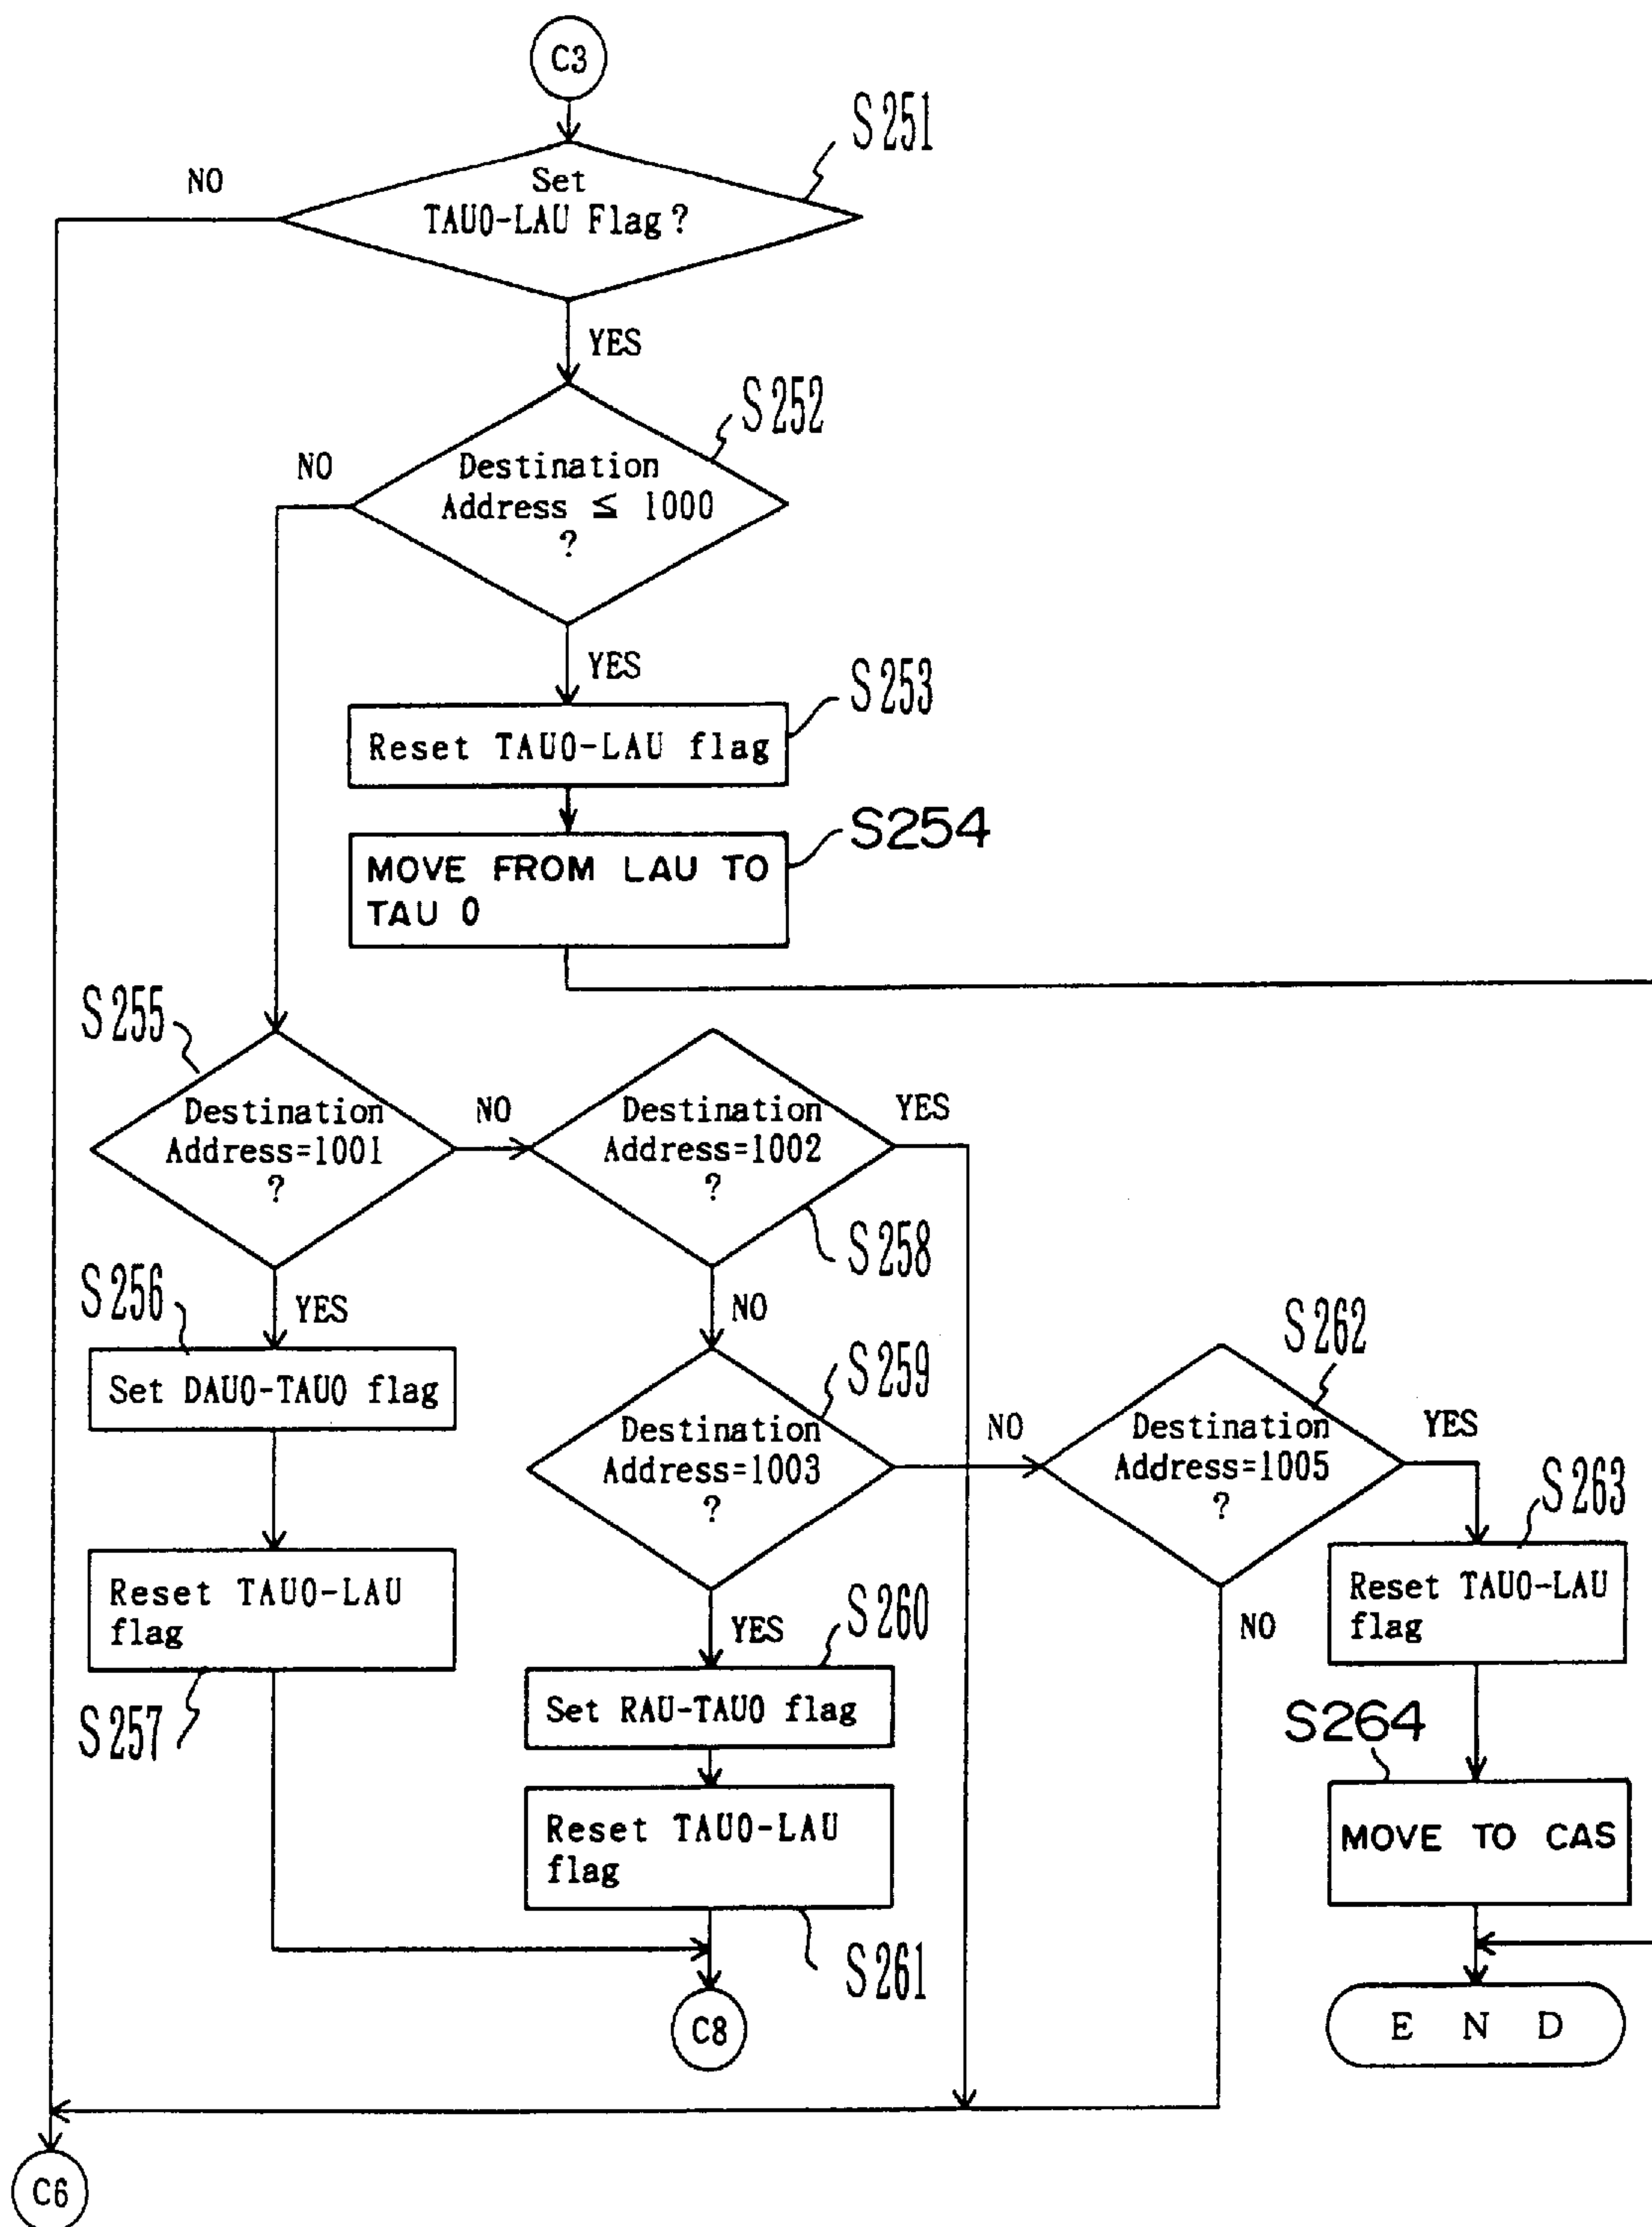 C3
S251
NO
Set
TAU0-LAU Flag?
YES
S252
NO
Destination
Address ≦ 1000
?
YES
S253
Reset TAU0-LAU flag
S254
MOVE FROM LAU TO
TAU 0
S255
Destination
Address=1001
?
NO
Destination
Address=1002
?
YES
S258
S256
YES
NO
Set DAU0-TAU0 flag
S259
Destination
Address=1003
?
NO
S262
Destination
Address=1005
?
YES
S263
Reset TAU0-LAU
flag
S257
YES
S260
Set RAU-TAU0 flag
NO
Reset TAU0-LAU
flag
S264
Reset TAU0-LAU
flag
S261
MOVE TO CAS
C8
E N D
C6